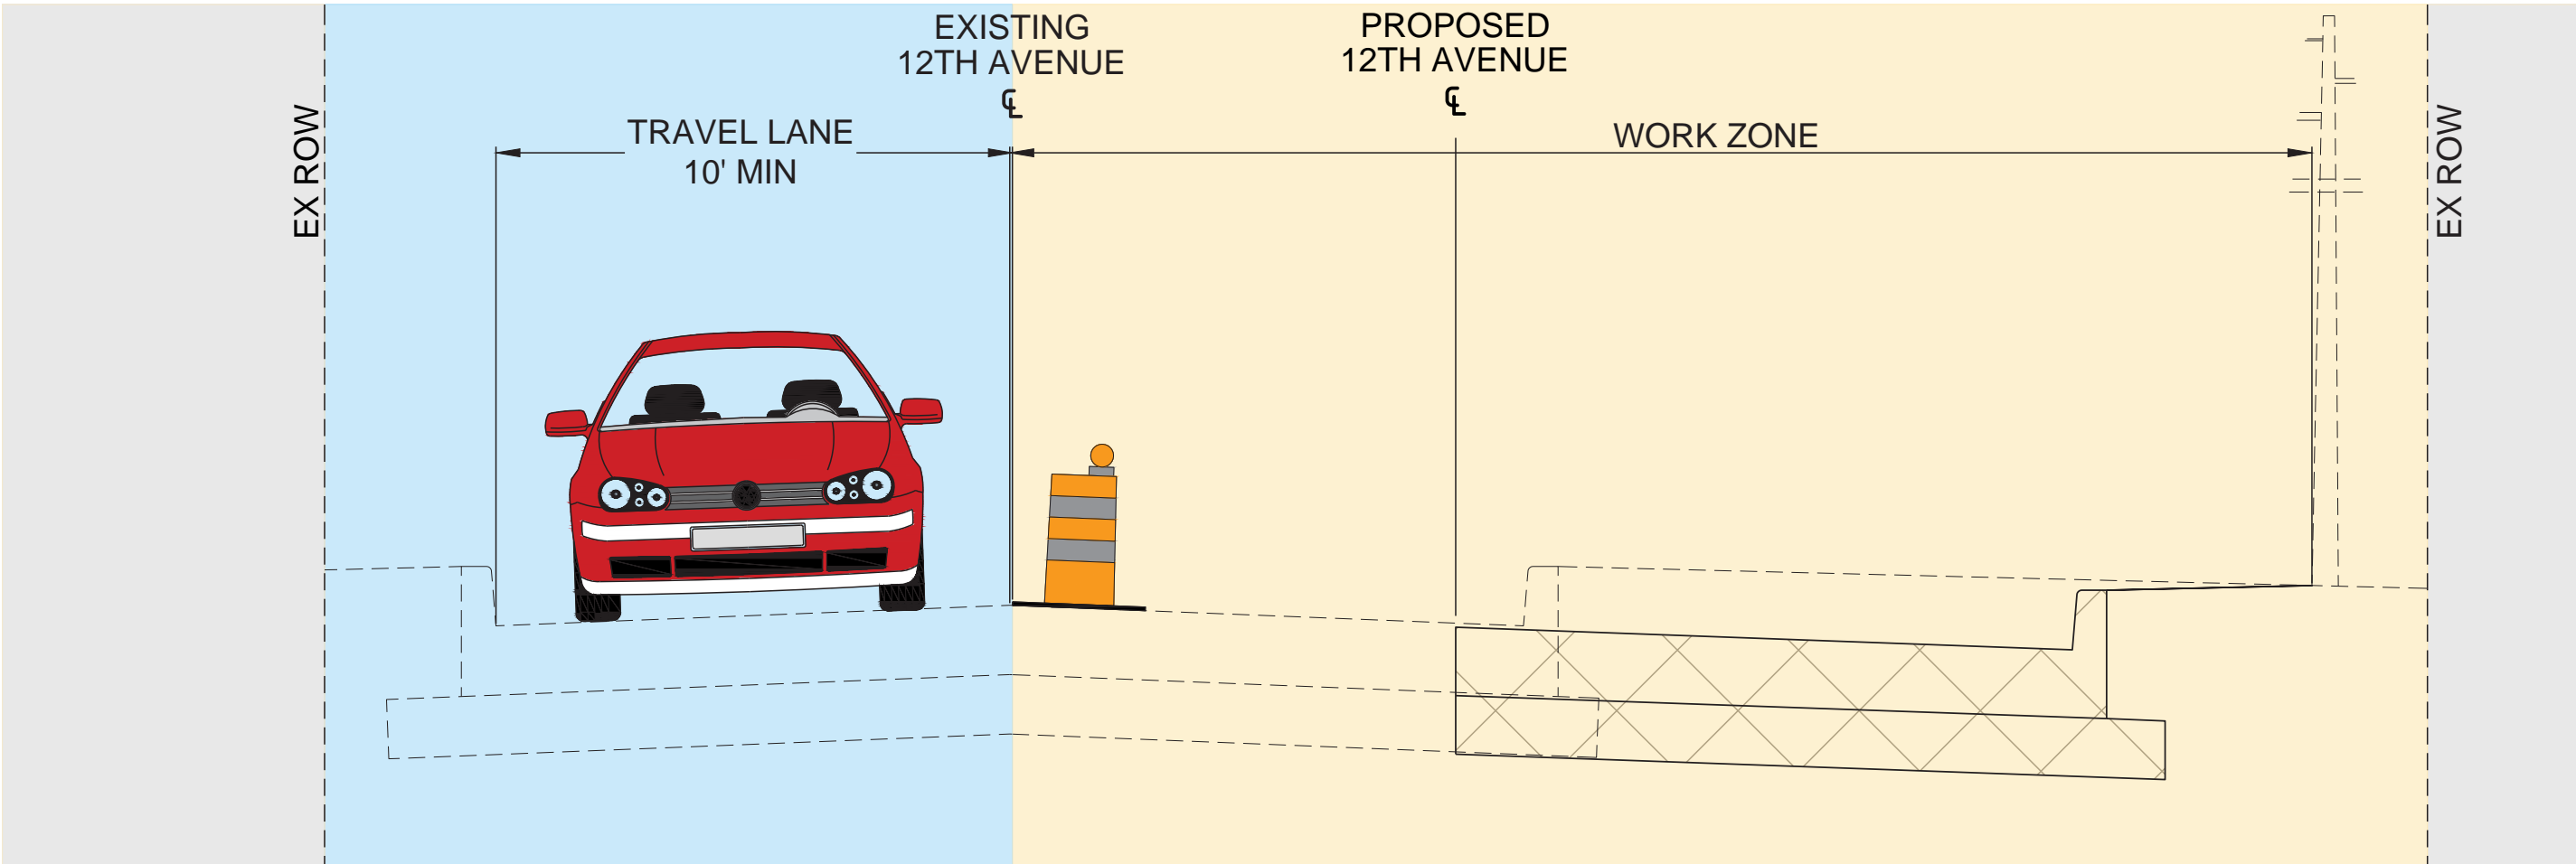 EXISTING
12TH AVENUE
℄
PROPOSED
12TH AVENUE
℄
EX ROW
TRAVEL LANE
10' MIN
WORK ZONE
EX ROW